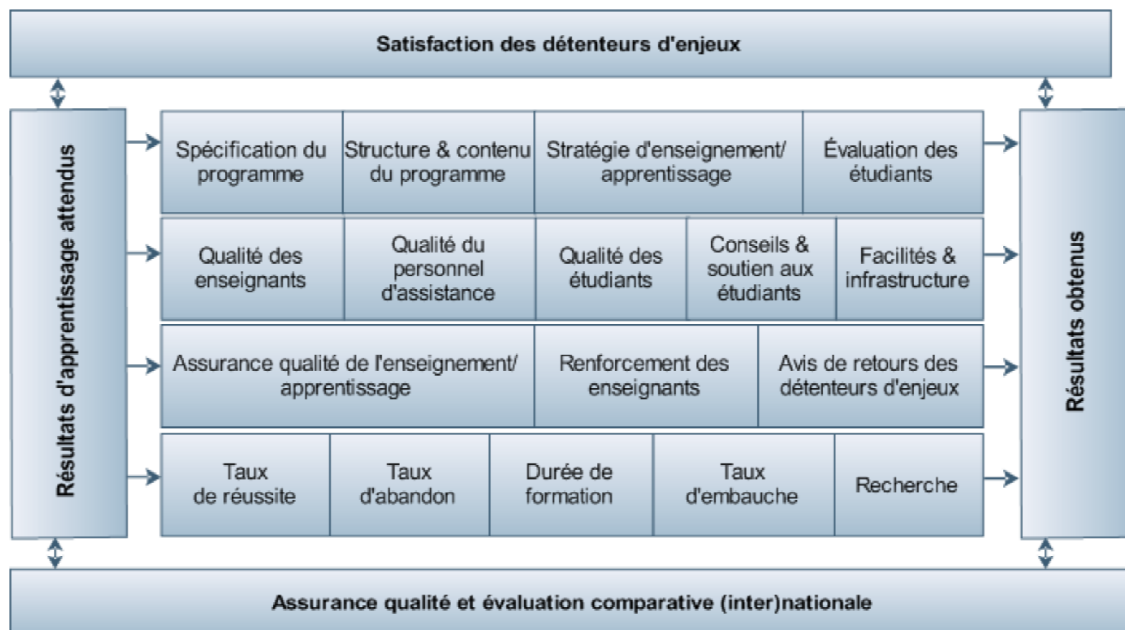 Satisfaction des détenteurs d'enjeux
Résultats d'apprentissage attendus
Spécification du
programme
Structure & contenu
du programme
Stratégie d'enseignement/
apprentissage
Évaluation des
étudiants
Qualité des
enseignants
Qualité du
personnel
d'assistance
Qualité des
étudiants
Conseils &
soutien aux
étudiants
Facilités &
infrastructure
Assurance qualité de l'enseignement/
apprentissage
Renforcement des
enseignants
Avis de retours des
détenteurs d'enjeux
Taux
de réussite
Taux
d'abandon
Durée de
formation
Taux
d'embauche
Recherche
Résultats obtenus
Assurance qualité et évaluation comparative (inter)nationale